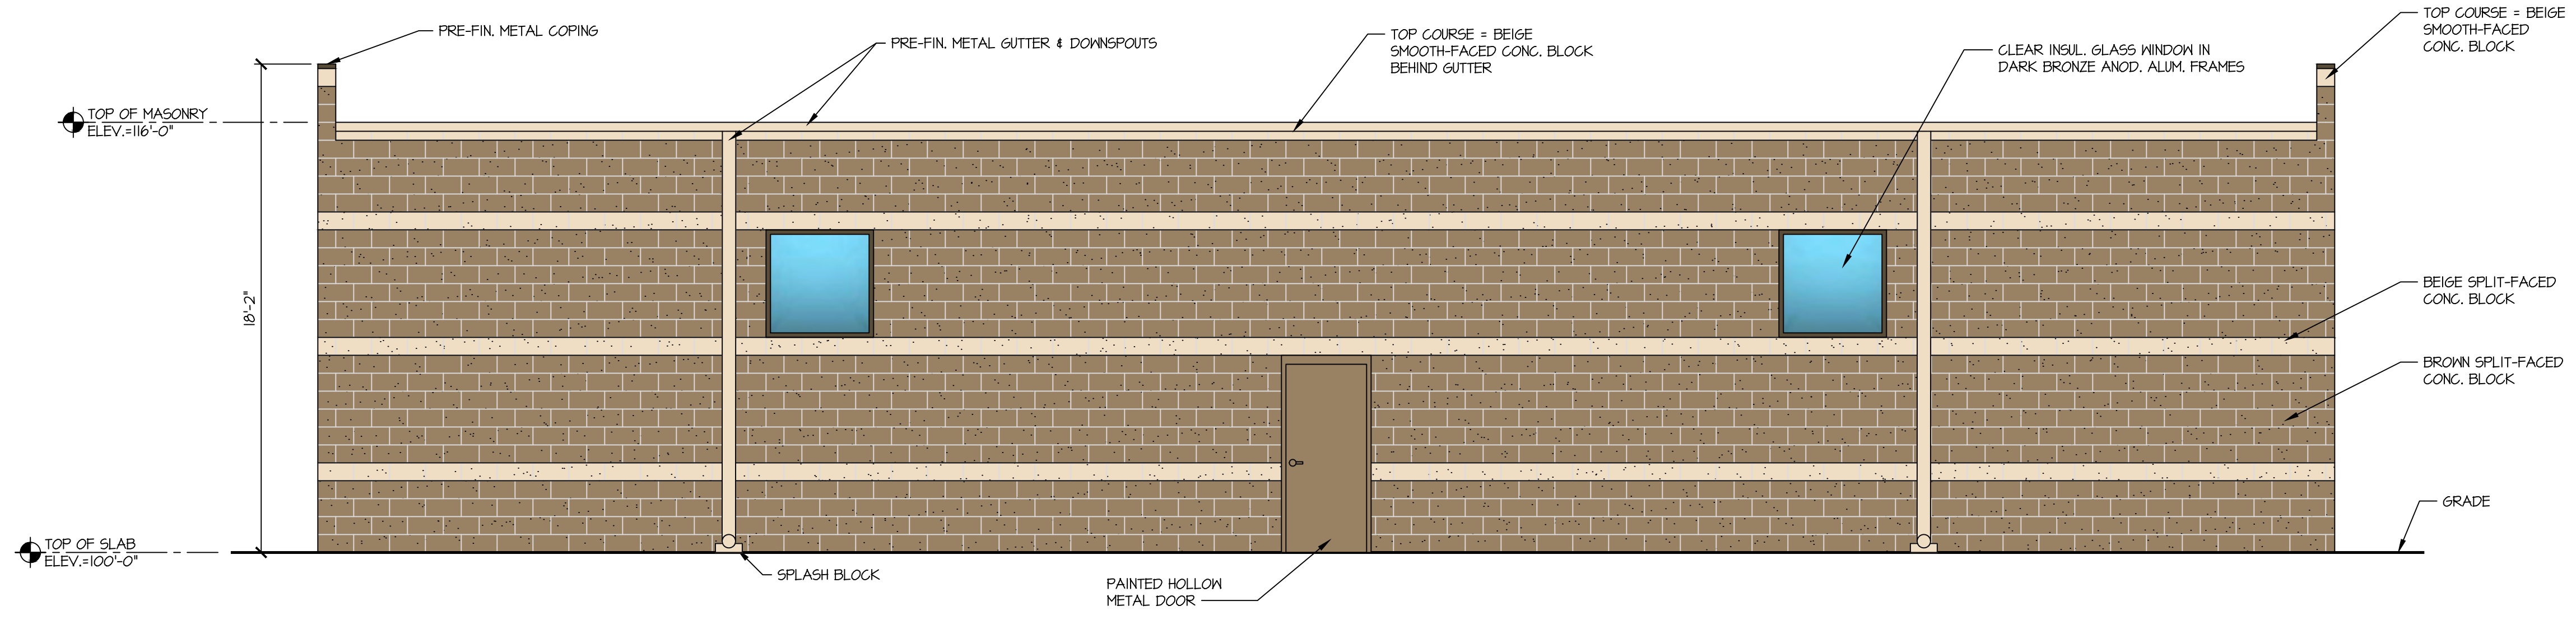 PRE-FIN. METAL COPING
PRE-FIN. METAL GUTTER & DOWNSPOUTS
TOP COURSE = BEIGE
SMOOTH-FACED CONC. BLOCK
BEHIND GUTTER
CLEAR INSUL. GLASS WINDOW IN
DARK BRONZE ANOD. ALUM. FRAMES
TOP COURSE = BEIGE
SMOOTH-FACED
CONC. BLOCK
TOP OF MASONRY
ELEV.=116'-0"
18'-2"
BEIGE SPLIT-FACED
CONC. BLOCK
BROWN SPLIT-FACED
CONC. BLOCK
GRADE
TOP OF SLAB
ELEV.=100'-0"
SPLASH BLOCK
PAINTED HOLLOW
METAL DOOR